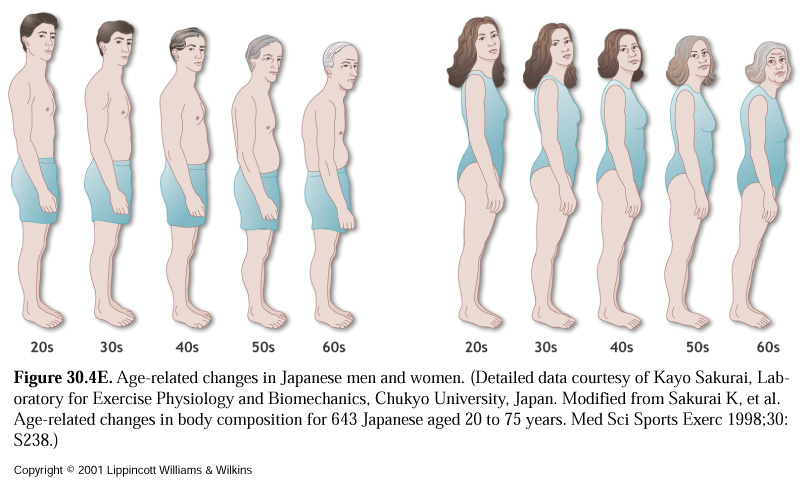 20s 30s 40s 50s 60s 20s 30s 40s 50s 60s
Figure 30.4E. Age-related changes in Japanese men and women. (Detailed data courtesy of Kayo Sakurai, Lab-
oratory for Exercise Physiology and Biomechanics, Chukyo University, Japan. Modified from Sakurai K, et al.
Age-related changes in body composition for 643 Japanese aged 20 to 75 years. Med Sci Sports Exerc 1998;30:
S238.)
Copyright © 2001 Lippincott Williams & Wilkins